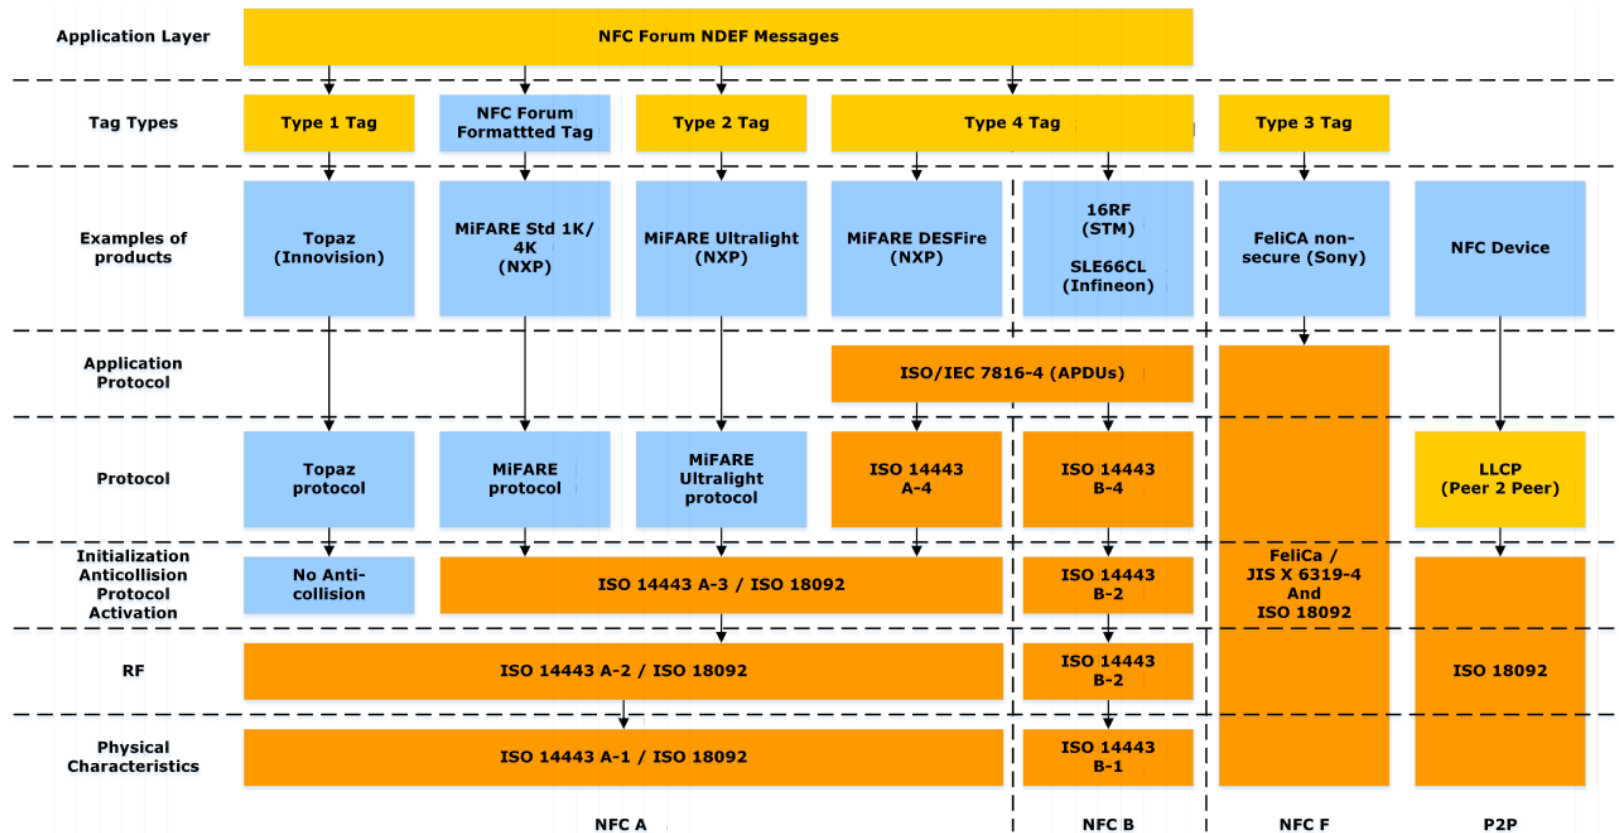 Application Layer
NFC Forum NDEF Messages
Tag Types
Type 1 Tag
NFC Forum
Formattted Tag
Type 2 Tag
Type 4 Tag
Type 3 Tag
Examples of
products
Topaz
(Innovision)
MiFARE Std 1K/
4K
(NXP)
MiFARE Ultralight
(NXP)
MiFARE DESFire
(NXP)
16RF
(STM)
SLE66CL
(Infineon)
FeliCA non-
secure (Sony)
NFC Device
Application
Protocol
ISO/IEC 7816-4 (APDUs)
Protocol
Topaz
protocol
MiFARE
protocol
MiFARE
Ultralight
protocol
ISO 14443
A-4
ISO 14443
B-4
LLCP
(Peer 2 Peer)
Initialization
Anticollision
Protocol
Activation
No Anti-
collision
ISO 14443 A-3 / ISO 18092
ISO 14443
B-2
FeliCa /
JIS X 6319-4
And
ISO 18092
RF
ISO 14443 A-2 / ISO 18092
ISO 14443
B-2
ISO 18092
Physical
Characteristics
ISO 14443 A-1 / ISO 18092
ISO 14443
B-1
NFC A
NFC B
NFC F
P2P